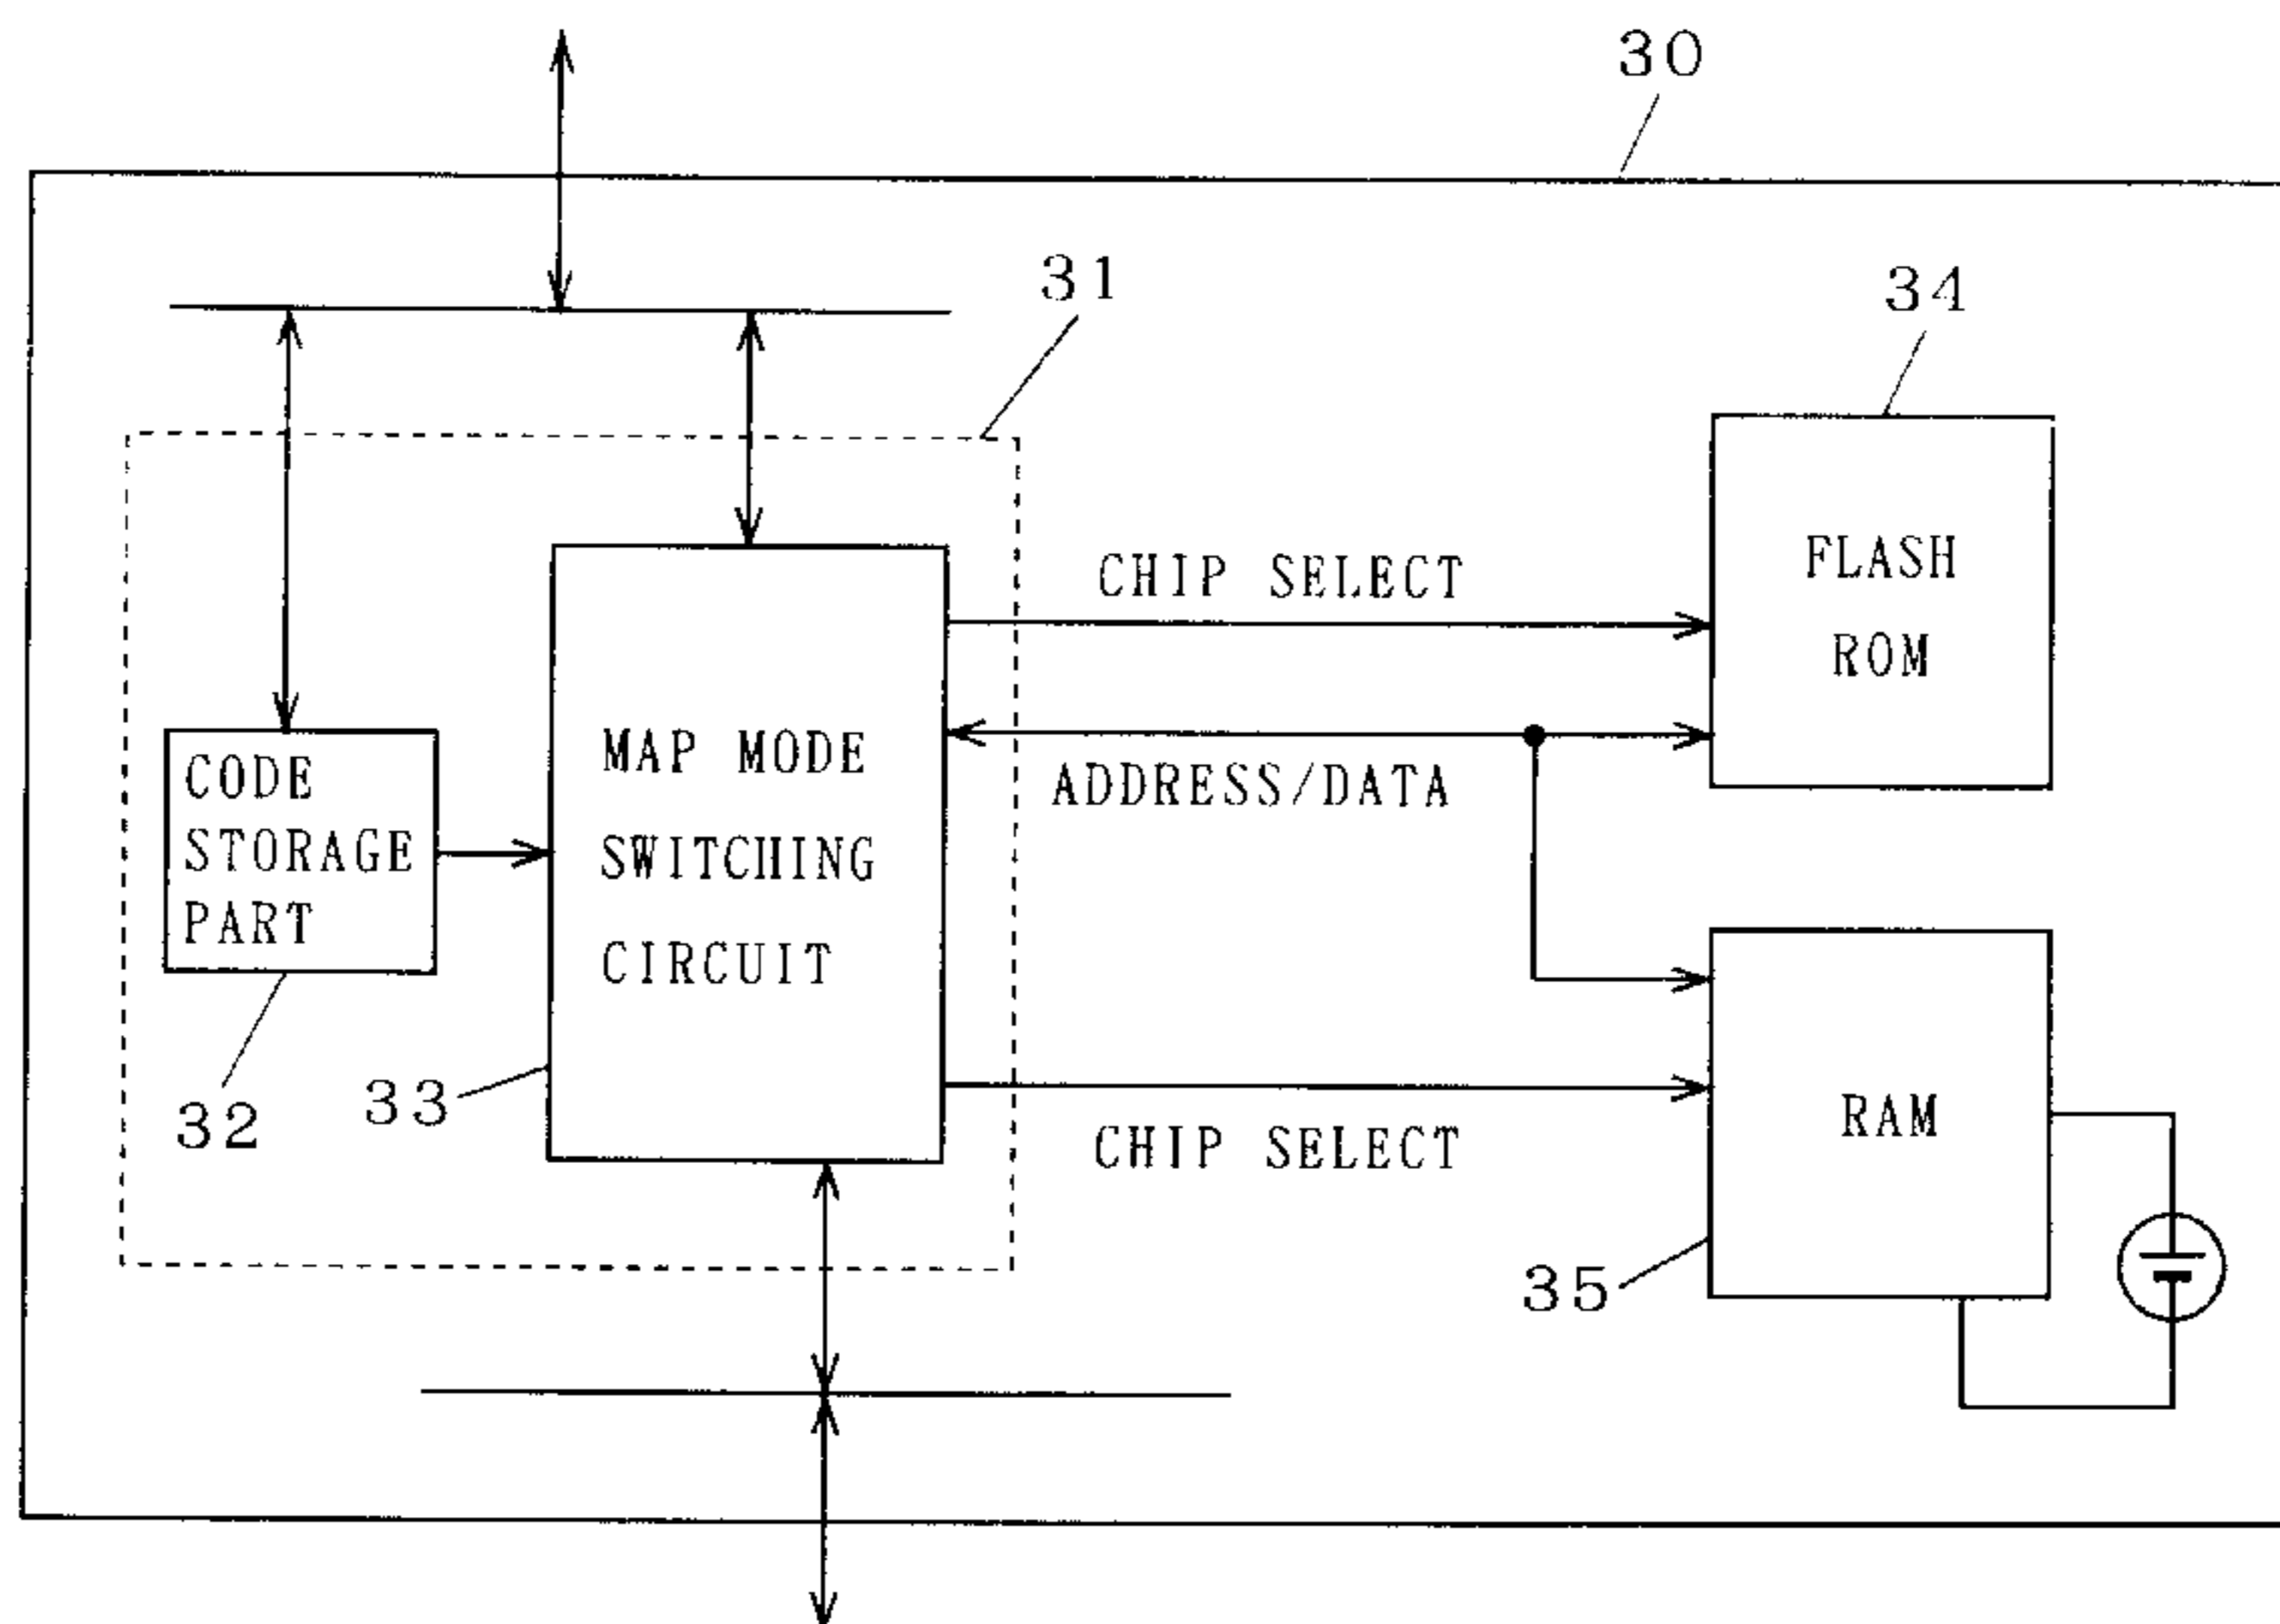 30
31
34
CHIP SELECT
FLASH
ROM
MAP MODE
SWITCHING
CIRCUIT
ADDRESS/DATA
CODE
STORAGE
PART
32
33
CHIP SELECT
RAM
35